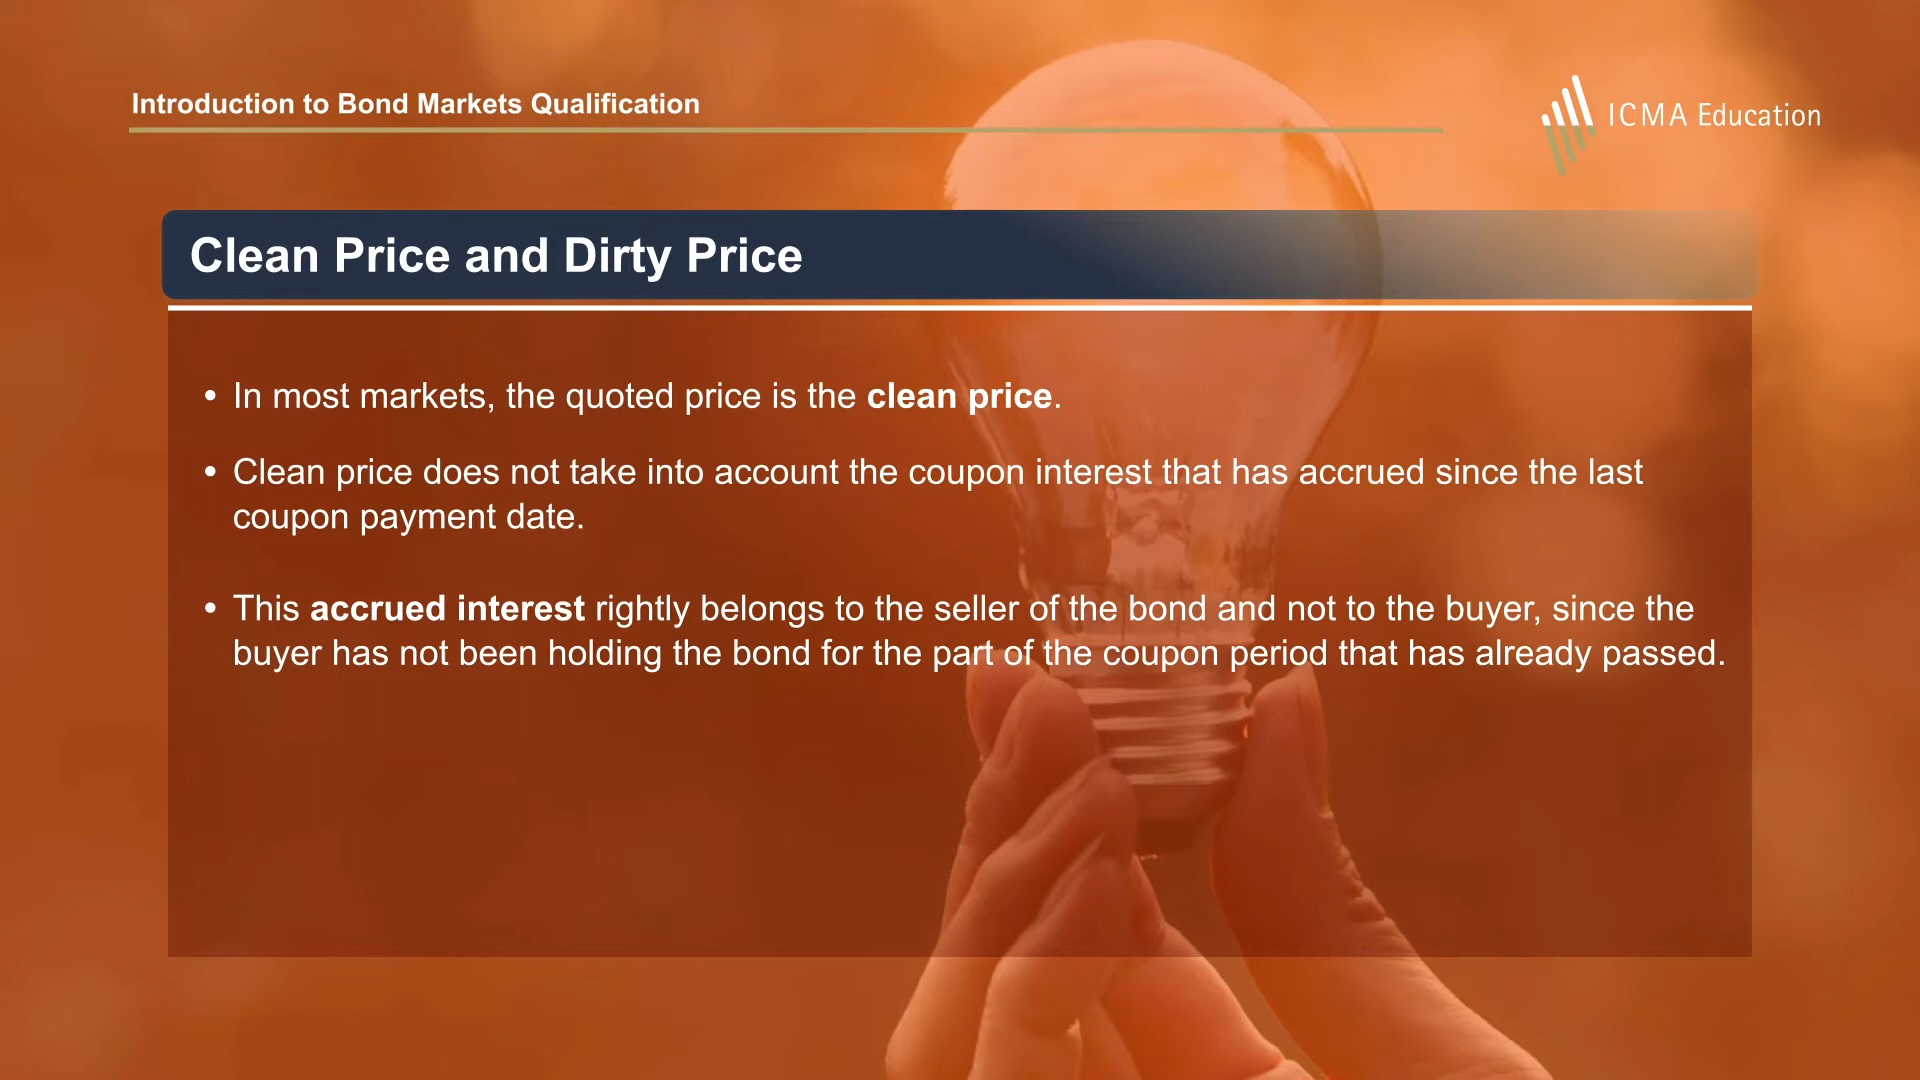 Introduction to Bond Markets Qualification
ICMA Education
Clean Price and Dirty Price
• In most markets, the quoted price is the clean price.
• Clean price does not take into account the coupon interest that has accrued since the last
coupon payment date.
• This accrued interest rightly belongs to the seller of the bond and not to the buyer, since the
buyer has not been holding the bond for the part of the coupon period that has already passed.